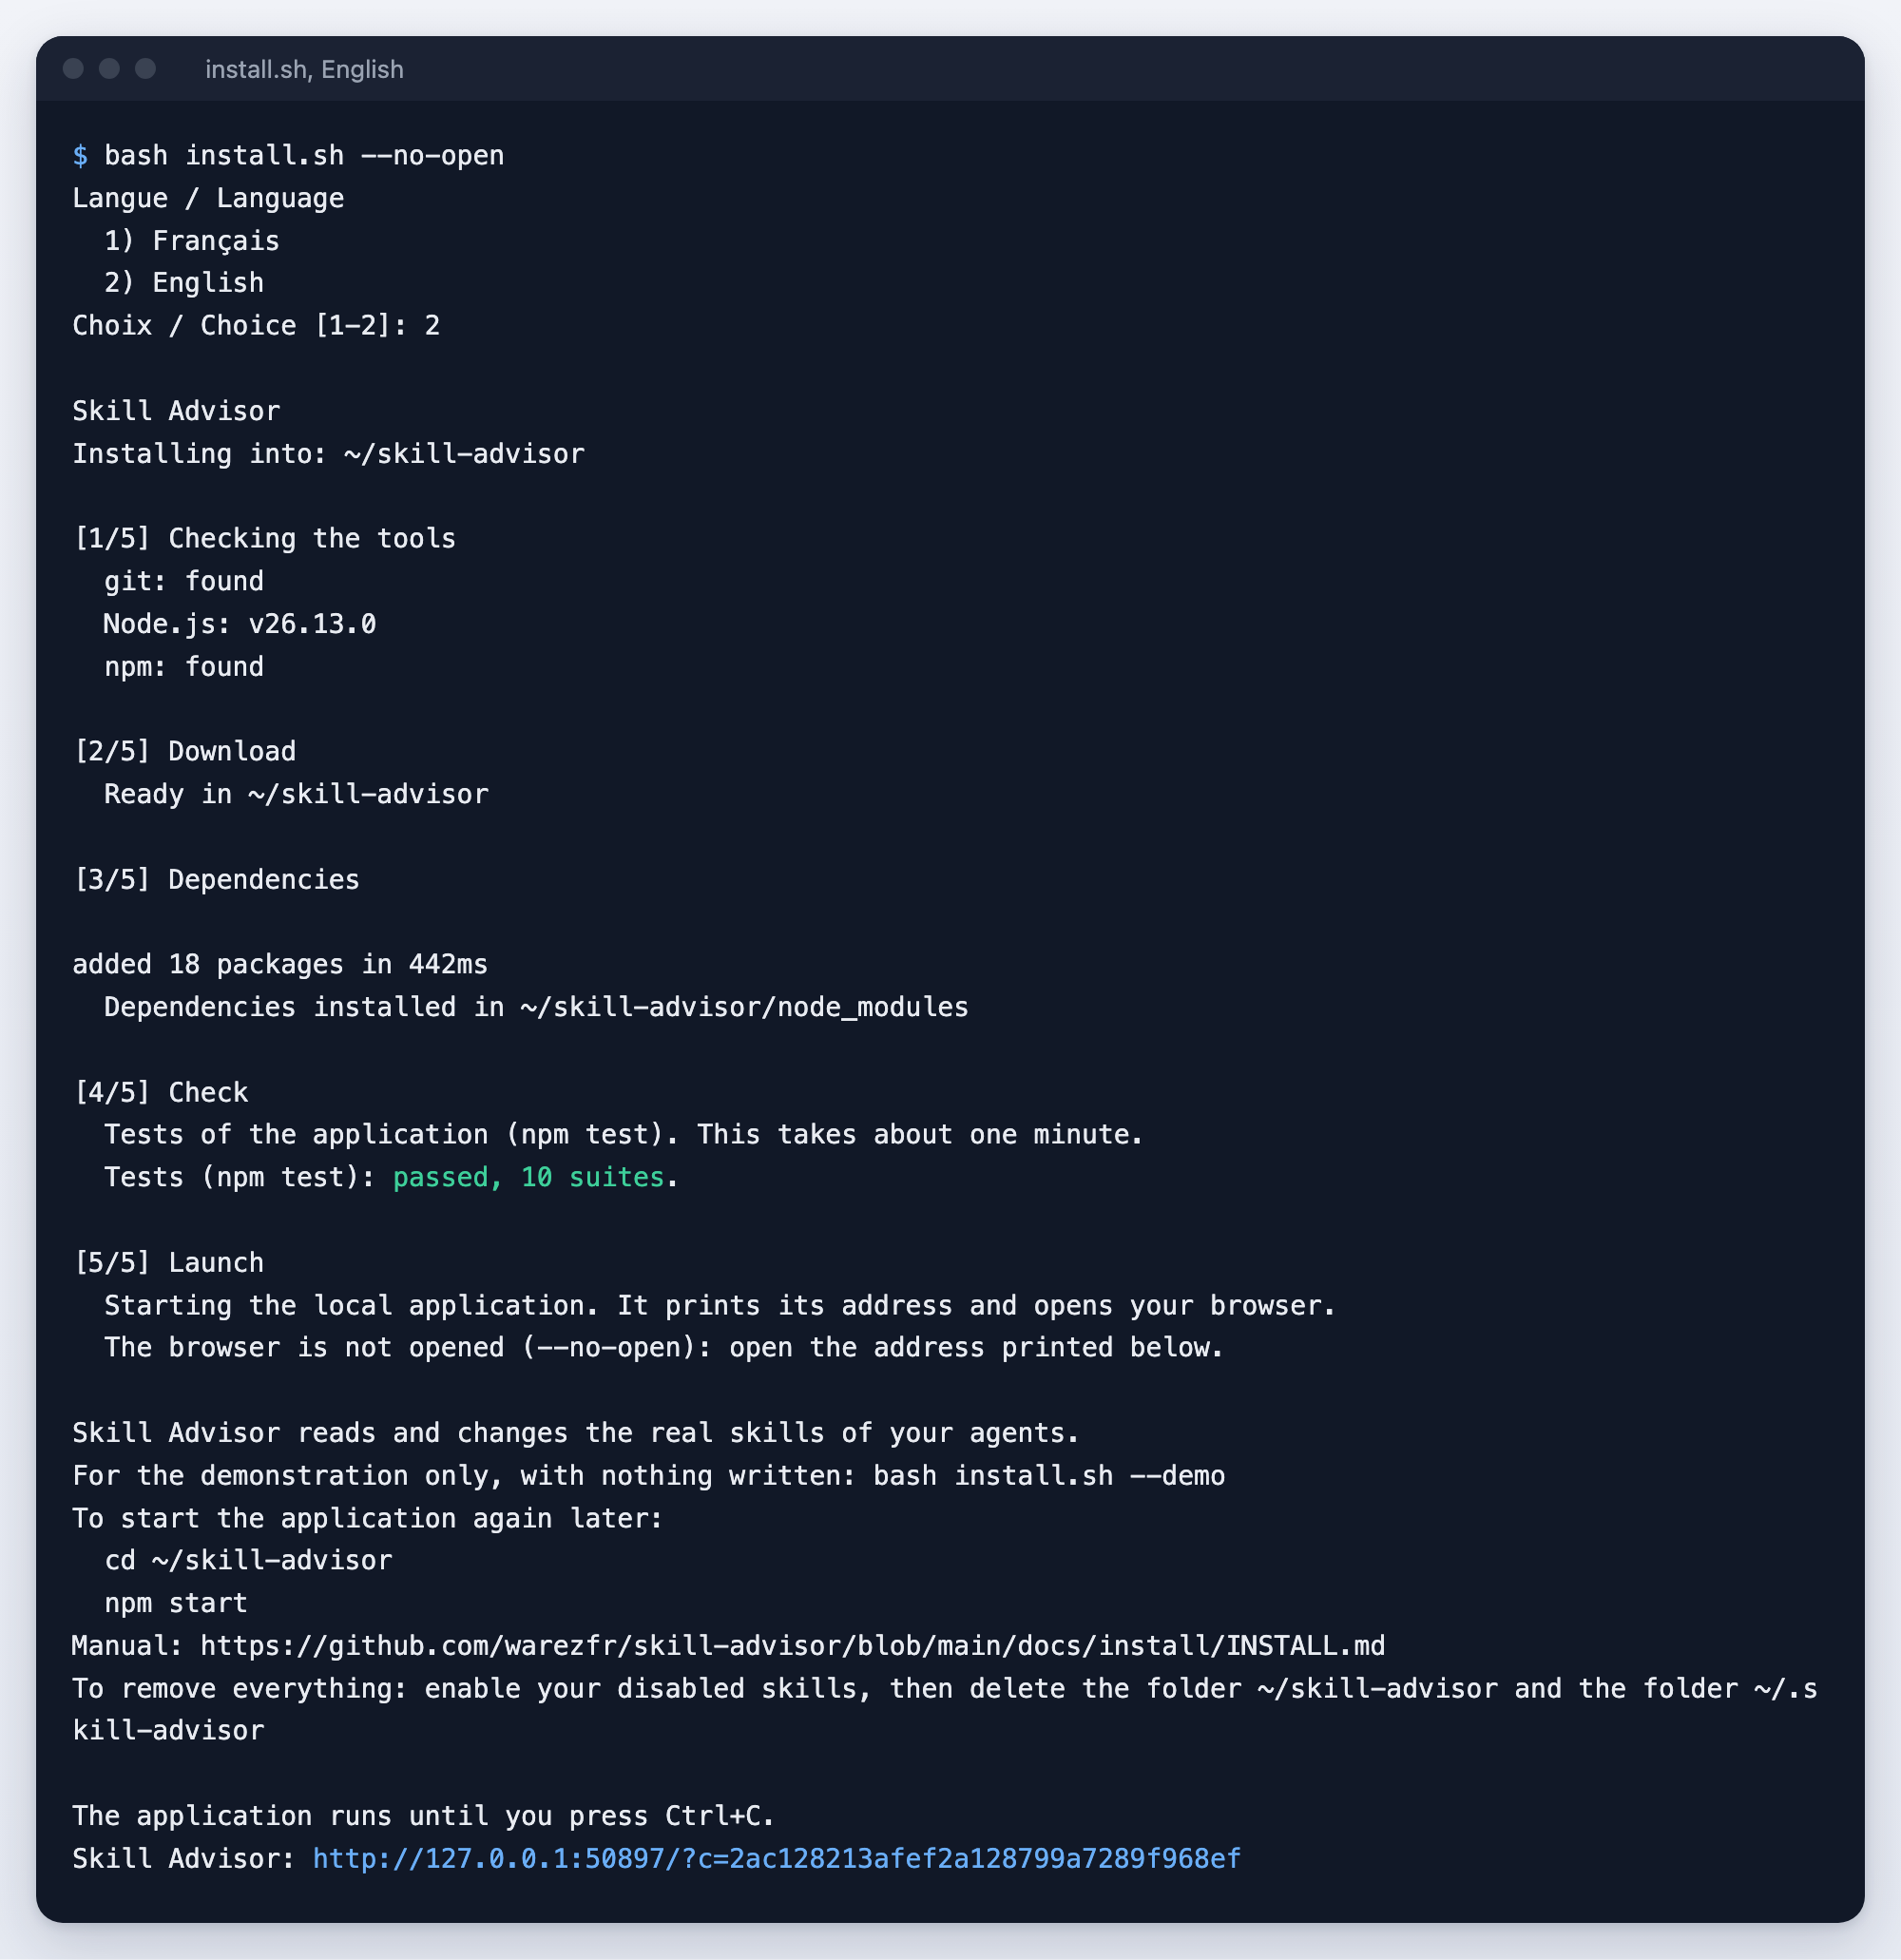 install.sh, English
$ bash install.sh --no-open
Langue / Language
  1) Français
  2) English
Choix / Choice [1-2]: 2
Skill Advisor
Installing into: ~/skill-advisor
[1/5] Checking the tools
  git: found
  Node.js: v26.13.0
  npm: found
[2/5] Download
  Ready in ~/skill-advisor
[3/5] Dependencies
added 18 packages in 442ms
  Dependencies installed in ~/skill-advisor/node_modules
[4/5] Check
  Tests of the application (npm test). This takes about one minute.
  Tests (npm test): passed, 10 suites.
[5/5] Launch
  Starting the local application. It prints its address and opens your browser.
  The browser is not opened (--no-open): open the address printed below.
Skill Advisor reads and changes the real skills of your agents.
For the demonstration only, with nothing written: bash install.sh --demo
To start the application again later:
  cd ~/skill-advisor
  npm start
Manual: https://github.com/warezfr/skill-advisor/blob/main/docs/install/INSTALL.md
To remove everything: enable your disabled skills, then delete the folder ~/skill-advisor and the folder ~/.s
kill-advisor
The application runs until you press Ctrl+C.
Skill Advisor: http://127.0.0.1:50897/?c=2ac128213afef2a128799a7289f968ef